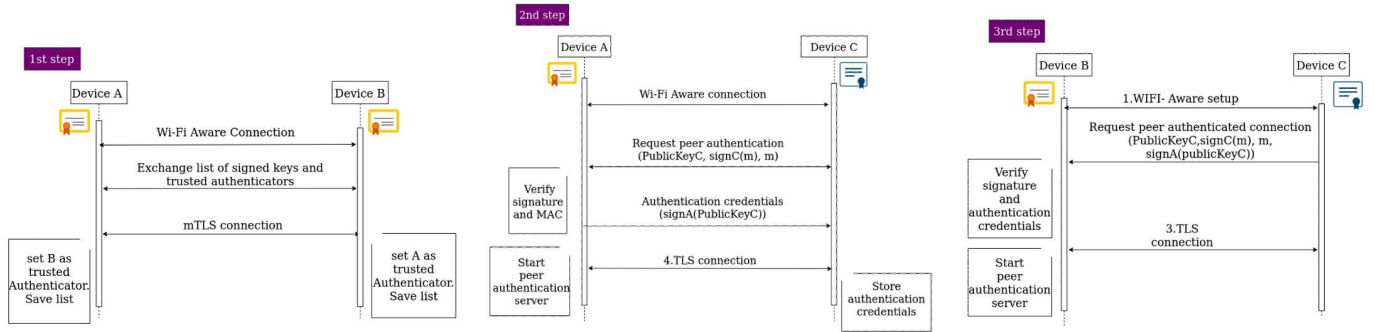 1st step
Device A
Device B
Wi-Fi Aware Connection
Exchange list of signed keys and
trusted authenticators
mTLS connection
set B as
trusted
Authenticator.
Save list
set A as
trusted
Authenticator.
Save list
2nd step
Device A
Device C
Wi-Fi Aware connection
Request peer authentication
(PublicKeyC, signC(m), m)
Verify
signature
and MAC
Authentication credentials
(signA(PublicKeyC))
Start
peer
authentication
server
4.TLS connection
Store
authentication
credentials
3rd step
Device B
Device C
1.WIFI- Aware setup
Request peer authenticated connection
(PublicKeyC,signC(m), m,
signA(publicKeyC))
Verify
signature
and
authentication
credentials
3.TLS
connection
Start
peer
authentication
server